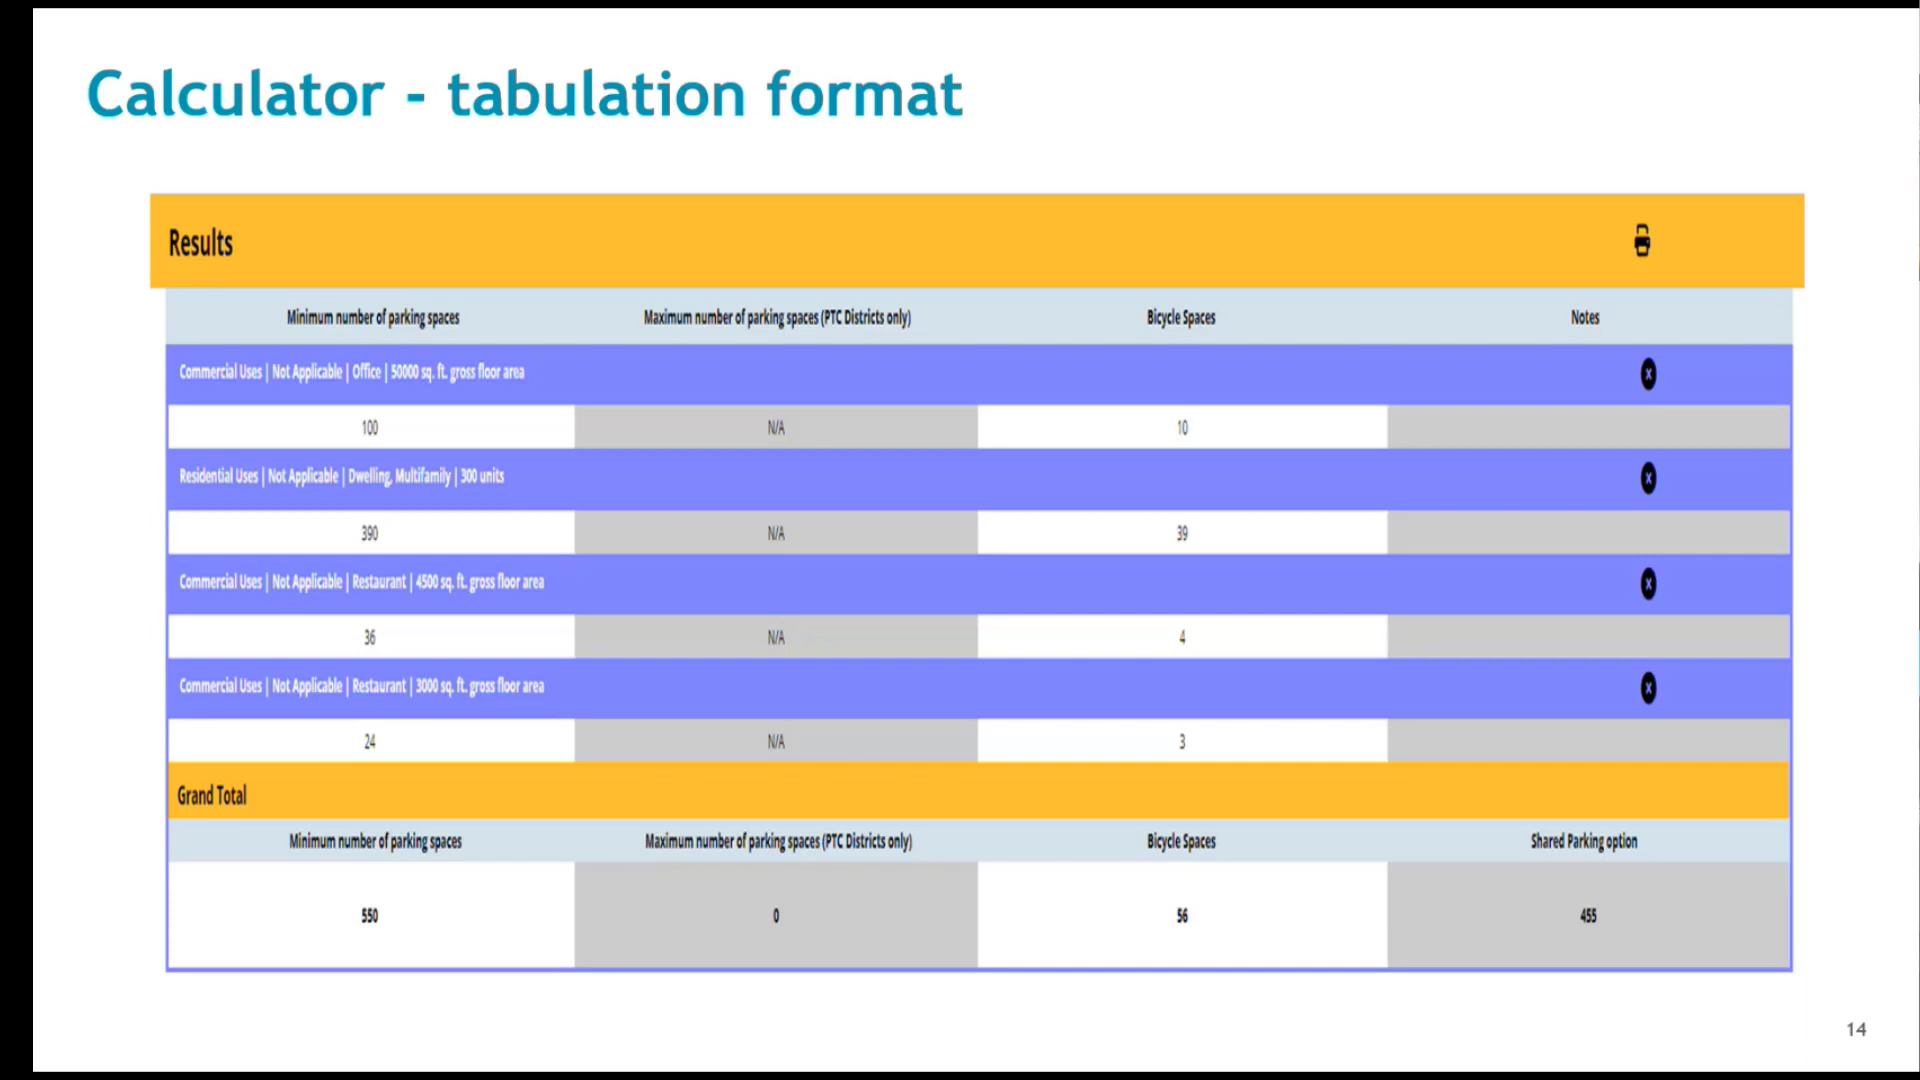 Calculator - tabulation format
Results
Minimum number of parking spaces Maximum number of parking spaces (PTC Districts only) Bicycle Spaces Notes
Commercial Uses | Not Applicable | Office | 50000 sq. ft. gross floor area X
100 N/A 10
Residential Uses | Not Applicable | Dwelling, Multifamily | 300 units X
390 N/A 39
Commercial Uses | Not Applicable | Restaurant | 4500 sq. ft. gross floor area X
36 N/A 4
Commercial Uses | Not Applicable | Restaurant | 3000 sq. ft. gross floor area X
24 N/A 3
Grand Total
Minimum number of parking spaces Maximum number of parking spaces (PTC Districts only) Bicycle Spaces Shared Parking option
550 0 56 455
14